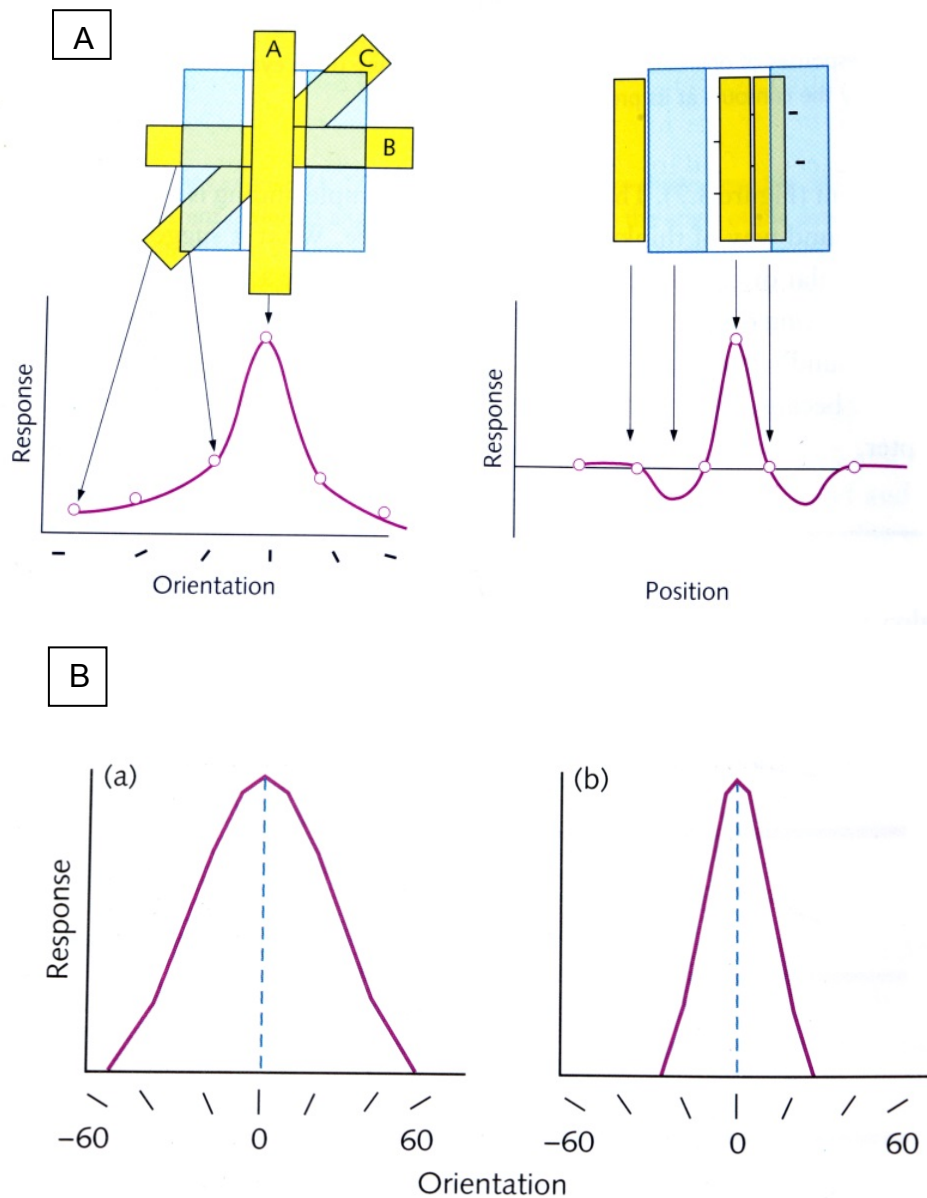 A
A
C
B
Response
Orientation
Response
Position
B
(a)
Response
−60
0
60
(b)
−60
0
60
Orientation